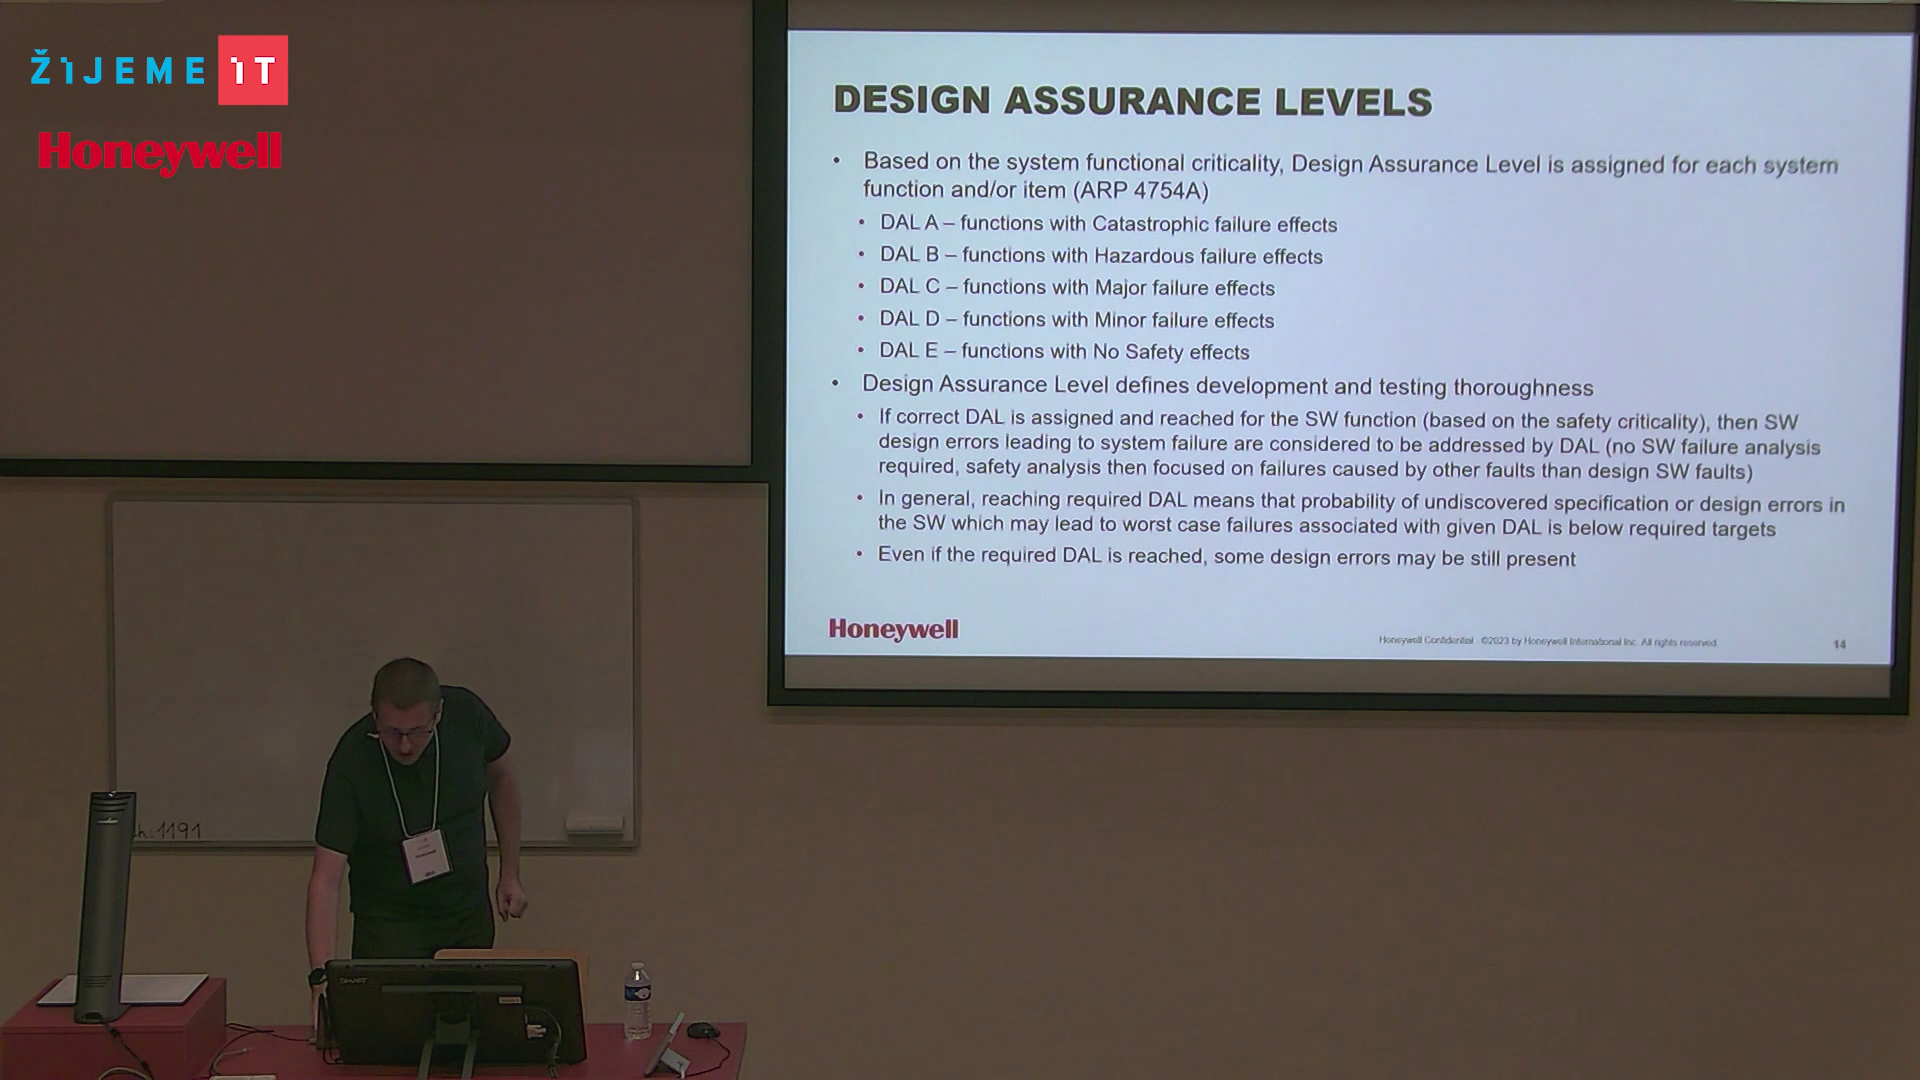 ŽIJEME IT
Honeywell
DESIGN ASSURANCE LEVELS
• Based on the system functional criticality, Design Assurance Level is assigned for each system
function and/or item (ARP 4754A)
• DAL A – functions with Catastrophic failure effects
• DAL B – functions with Hazardous failure effects
• DAL C – functions with Major failure effects
• DAL D – functions with Minor failure effects
• DAL E – functions with No Safety effects
• Design Assurance Level defines development and testing thoroughness
• If correct DAL is assigned and reached for the SW function (based on the safety criticality), then SW
design errors leading to system failure are considered to be addressed by DAL (no SW failure analysis
required, safety analysis then focused on failures caused by other faults than design SW faults)
• In general, reaching required DAL means that probability of undiscovered specification or design errors in
the SW which may lead to worst case failures associated with given DAL is below required targets
• Even if the required DAL is reached, some design errors may be still present
Honeywell
Honeywell Confidential - ©2023 by Honeywell International Inc. All rights reserved.
14
1191
SMART